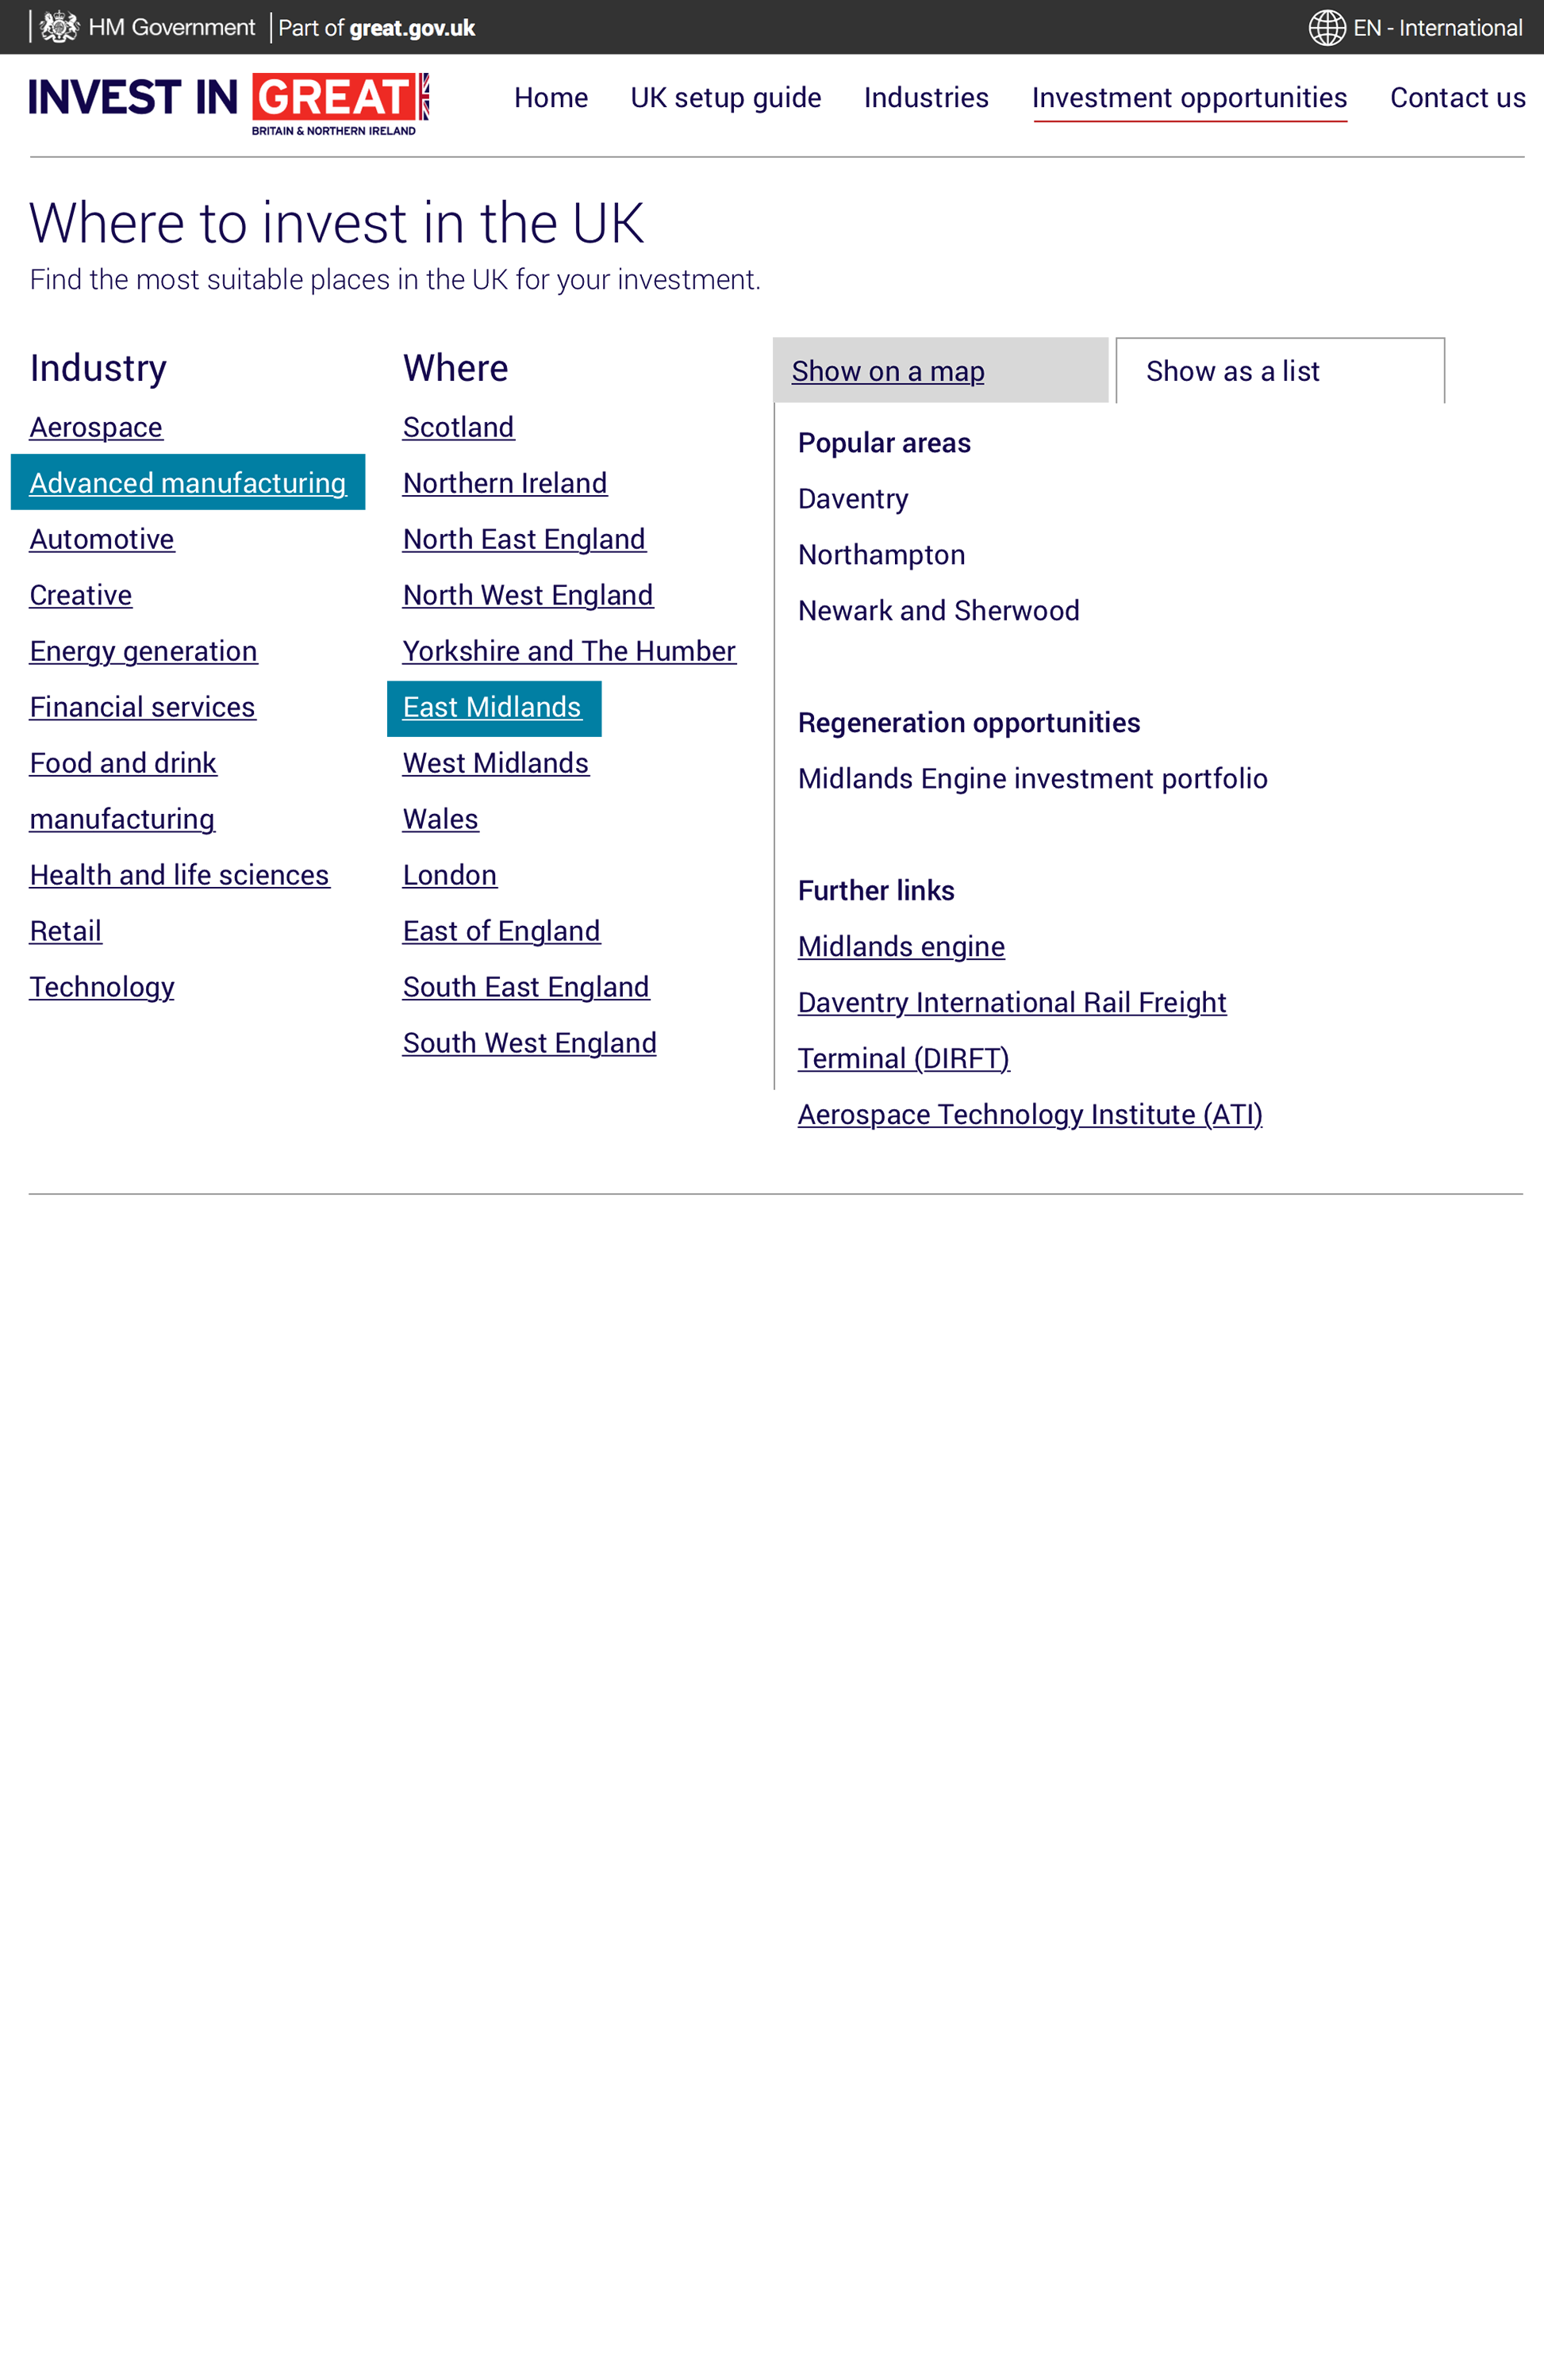 HM Government
Part of great.gov.uk
EN - International
INVEST IN GREAT
BRITAIN & NORTHERN IRELAND
Home
UK setup guide
Industries
Investment opportunities
Contact us
Where to invest in the UK
Find the most suitable places in the UK for your investment.
Industry
Aerospace
Advanced manufacturing
Automotive
Creative
Energy generation
Financial services
Food and drink
manufacturing
Health and life sciences
Retail
Technology
Where
Scotland
Northern Ireland
North East England
North West England
Yorkshire and The Humber
East Midlands
West Midlands
Wales
London
East of England
South East England
South West England
Show on a map
Show as a list
Popular areas
Daventry
Northampton
Newark and Sherwood
Regeneration opportunities
Midlands Engine investment portfolio
Further links
Midlands engine
Daventry International Rail Freight
Terminal (DIRFT)
Aerospace Technology Institute (ATI)